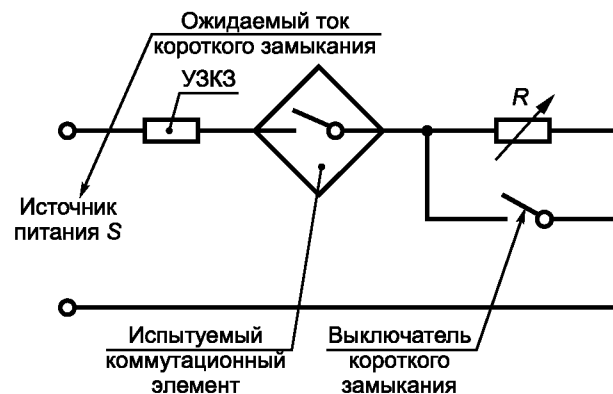 Ожидаемый ток
короткого замыкания
УЗКЗ
R
Источник
питания S
Испытуемый
коммутационный
элемент
Выключатель
короткого
замыкания